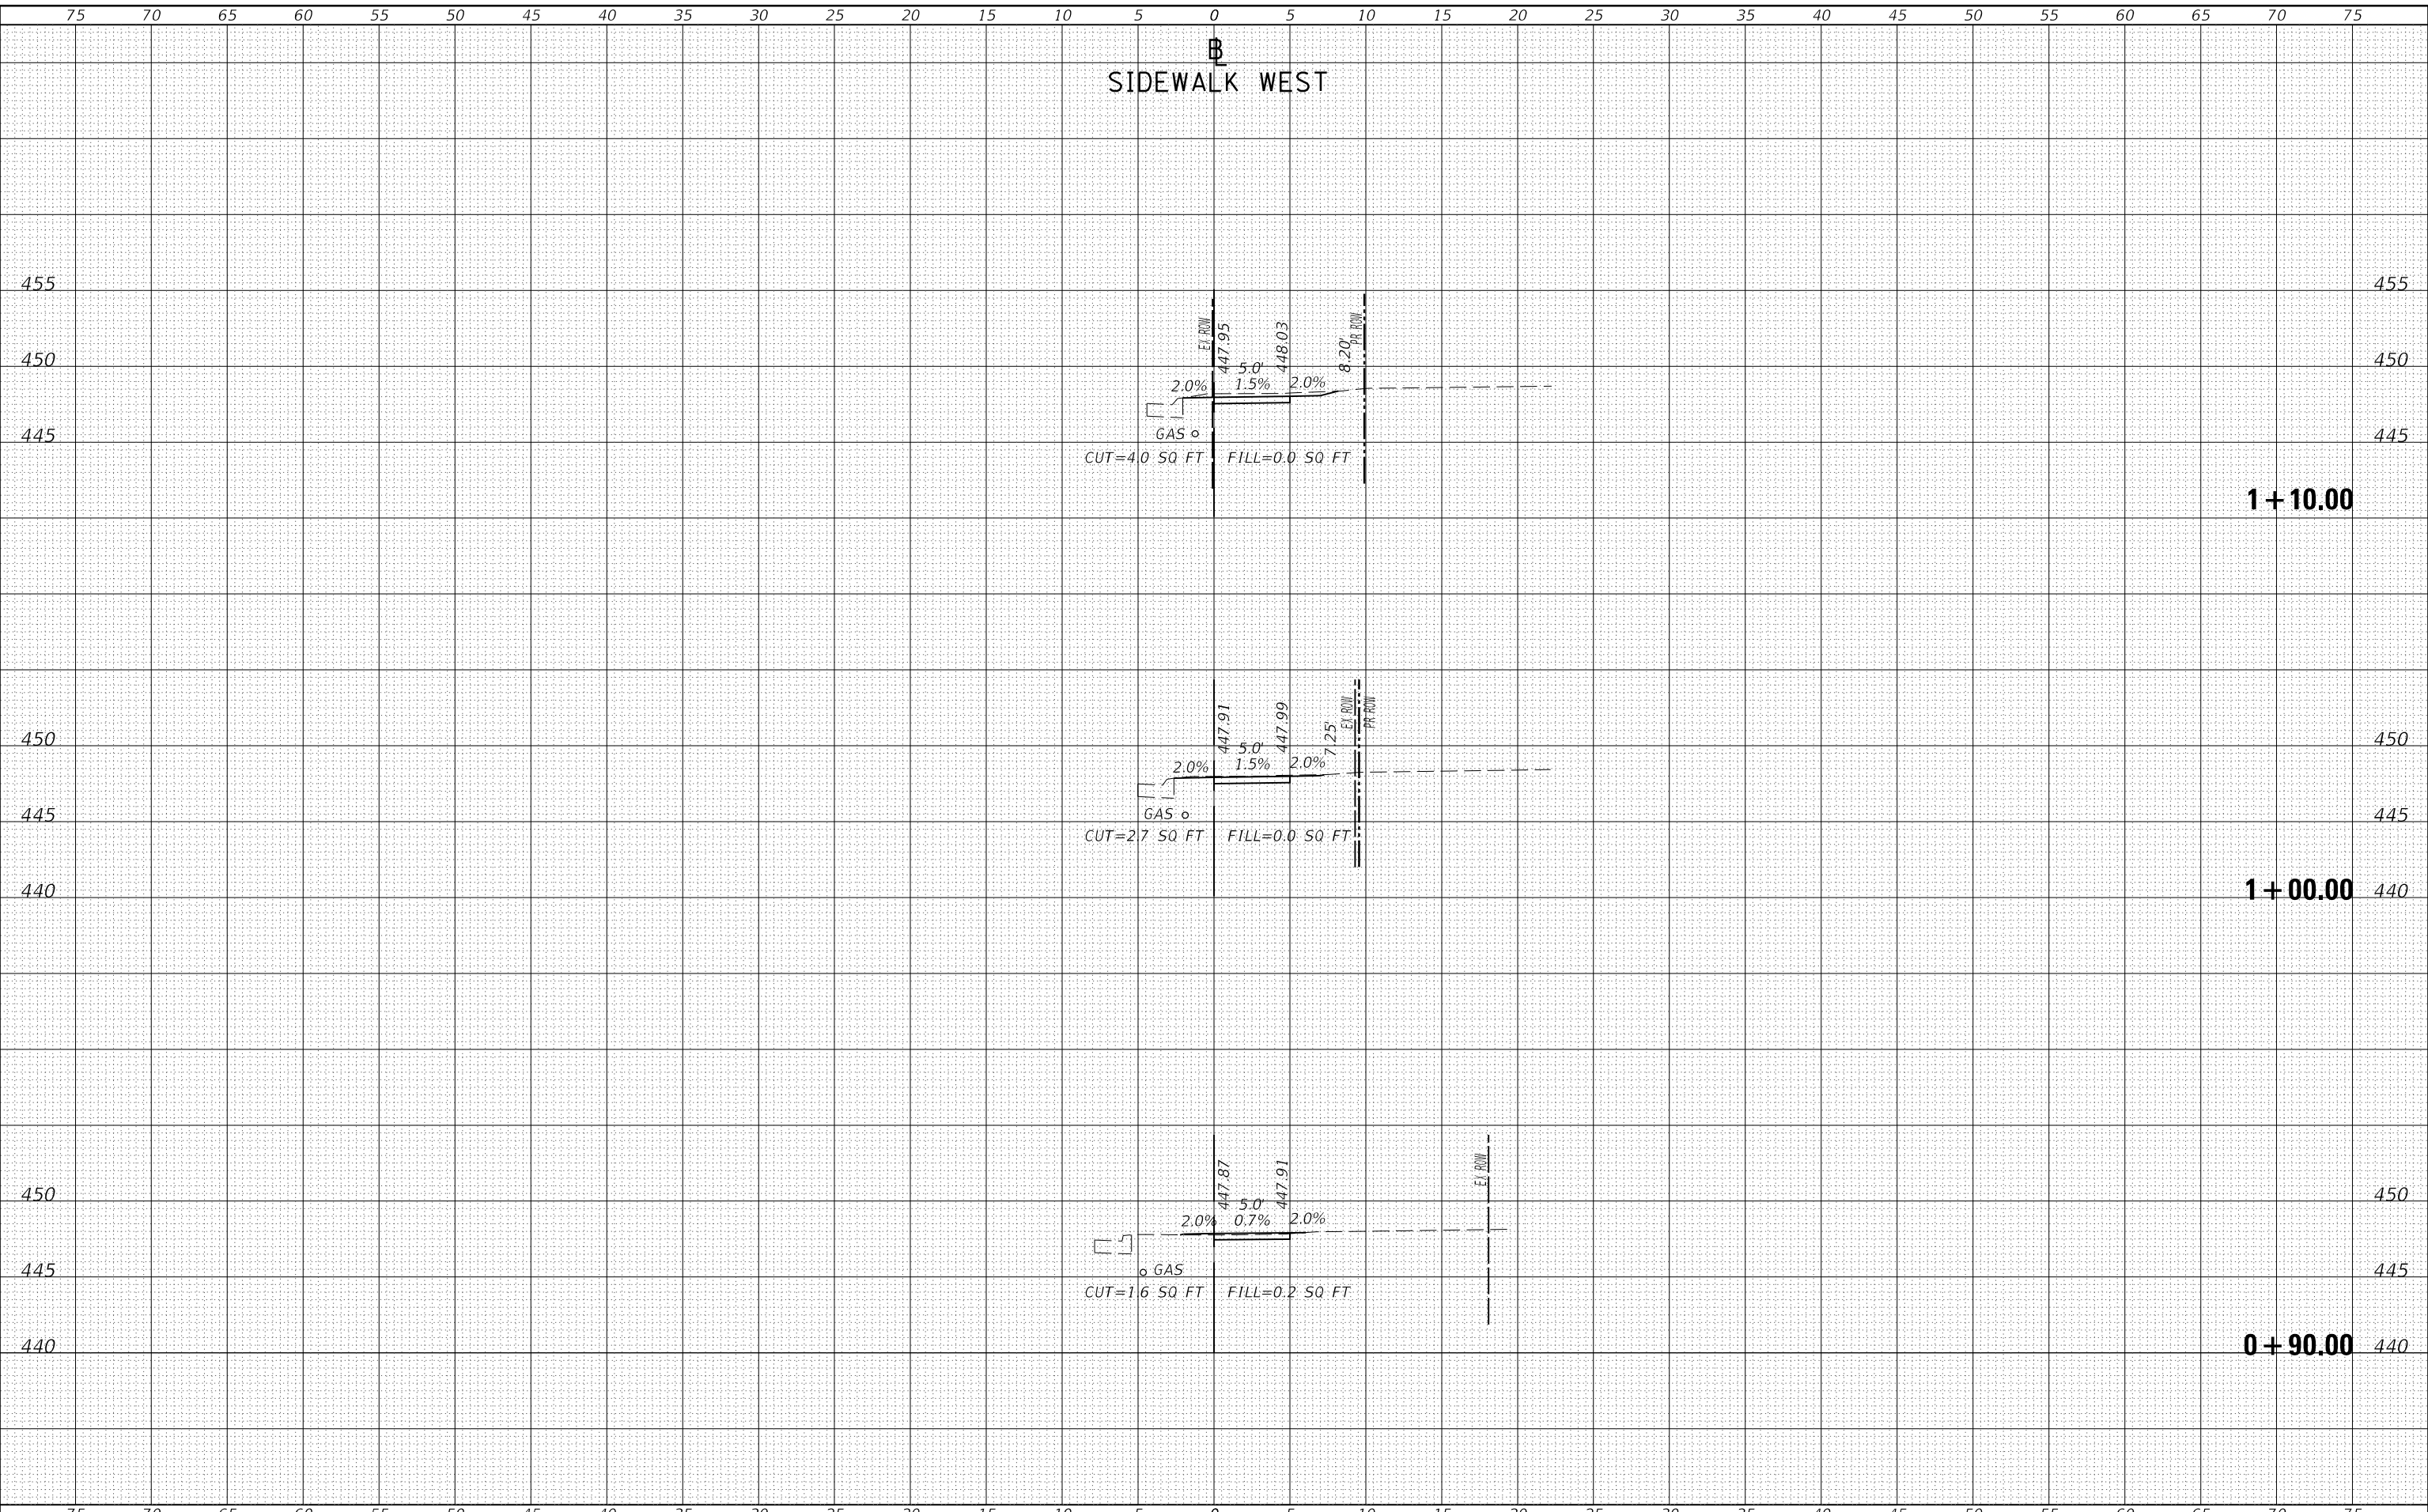 75 70 65 60 55 50 45 40 35 30 25 20 15 10 5 0 5 10 15 20 25 30 35 40 45 50 55 60 65 70 75
BL
SIDEWALK WEST
455 455
EX ROW 447.95 448.03 8.20' PR ROW
450 450
5.0'
2.0% 1.5% 2.0%
GAS
445 445
CUT=4.0 SQ FT FILL=0.0 SQ FT
1+10.00
447.91 447.99 7.25' EX ROW PR ROW
450 450
5.0'
2.0% 1.5% 2.0%
GAS
445 445
CUT=2.7 SQ FT FILL=0.0 SQ FT
440 1+00.00 440
447.87 447.91 EX ROW
450 450
5.0'
2.0% 0.7% 2.0%
GAS
445 445
CUT=1.6 SQ FT FILL=0.2 SQ FT
440 0+90.00 440
75 70 65 60 55 50 45 40 35 30 25 20 15 10 5 0 5 10 15 20 25 30 35 40 45 50 55 60 65 70 75